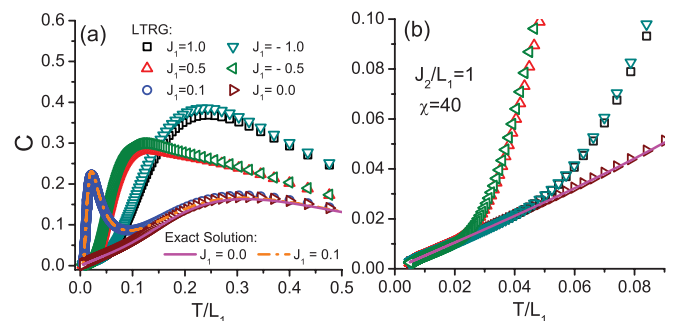 (a)
LTRG:
J₁=1.0
J₁= - 1.0
J₁=0.5
J₁= - 0.5
J₁=0.1
J₁= 0.0
Exact Solution:
J₁ = 0.0
J₁ = 0.1
C
0.6
0.5
0.4
0.3
0.2
0.1
0.0
0.0 0.1 0.2 0.3 0.4 0.5
T/L₁
(b)
J₂/L₁=1
χ=40
0.10
0.08
0.06
0.04
0.02
0.00
0.00 0.02 0.04 0.06 0.08
T/L₁